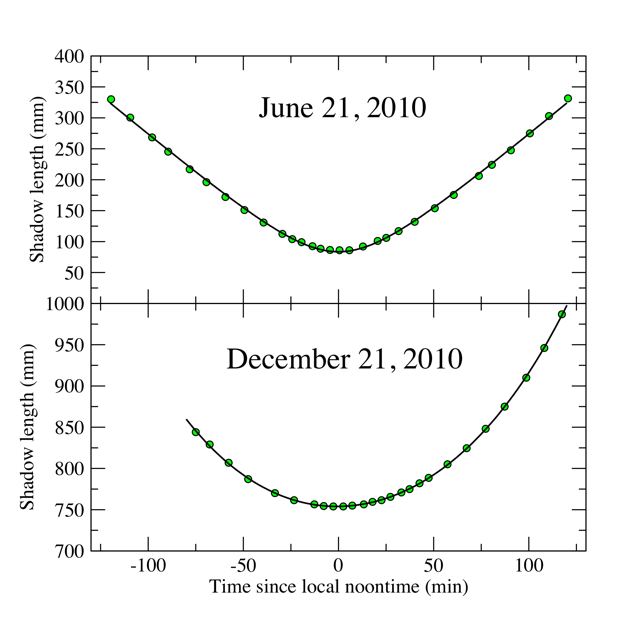 400
350
300
250
200
150
100
50
Shadow length (mm)
June 21, 2010
1000
950
900
850
800
750
700
Shadow length (mm)
December 21, 2010
-100 -50 0 50 100
Time since local noontime (min)